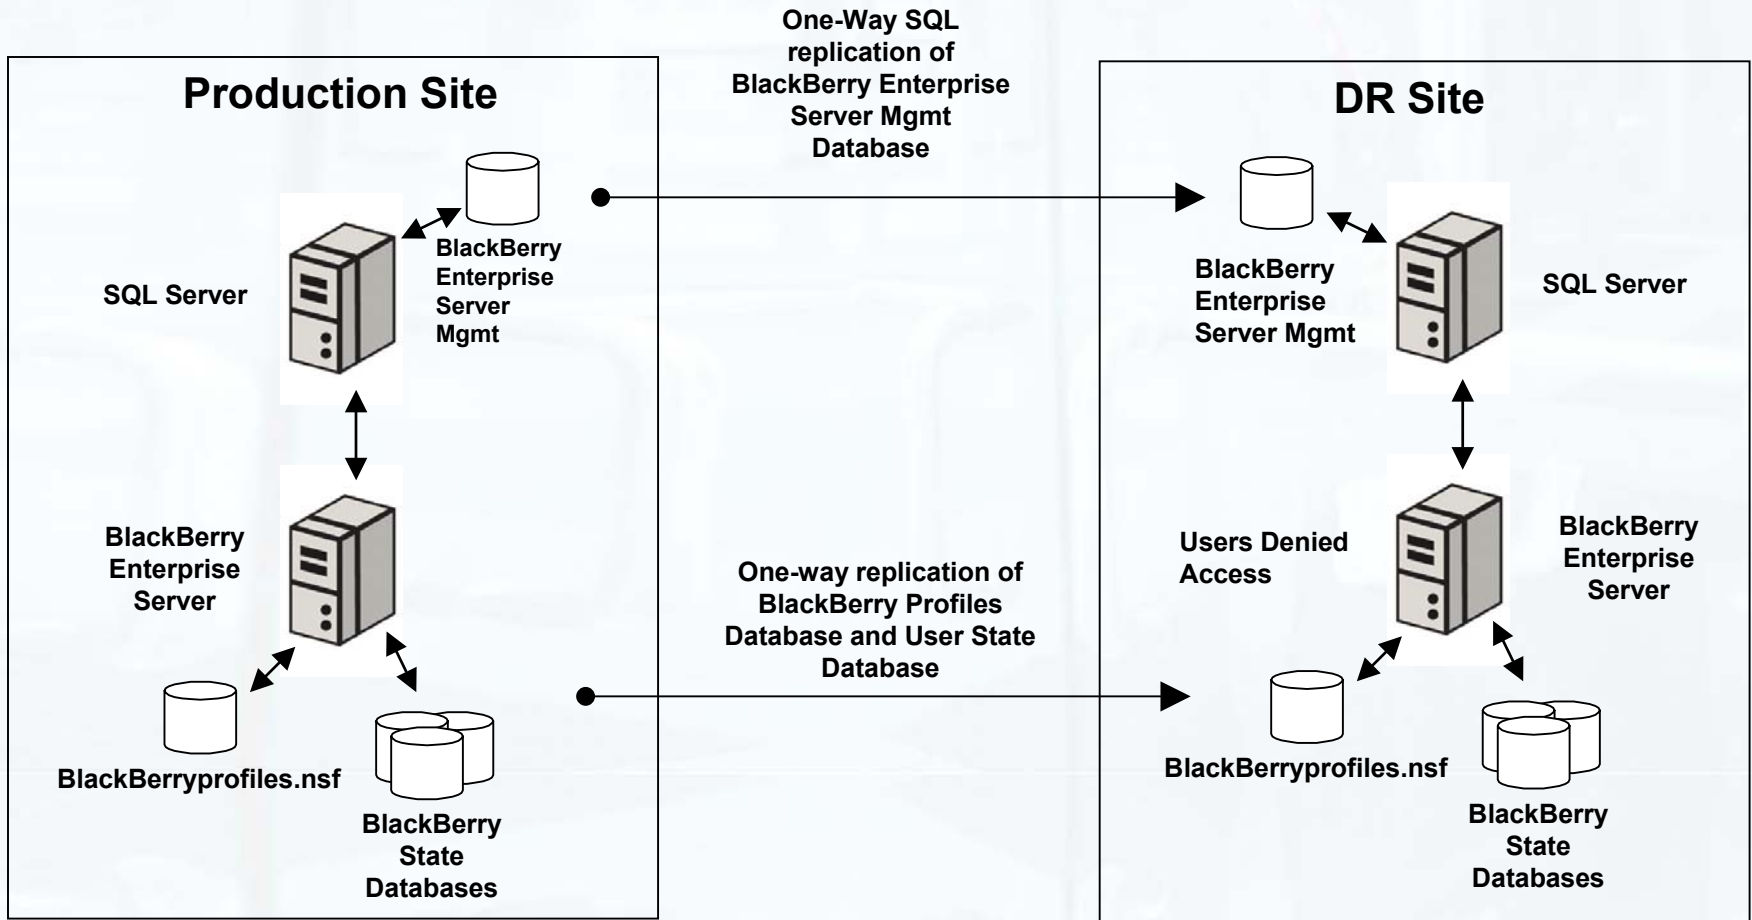 One-Way SQL
replication of
BlackBerry Enterprise
Server Mgmt
Database
Production Site
BlackBerry
Enterprise
Server
Mgmt
SQL Server
BlackBerry
Enterprise
Server
BlackBerryprofiles.nsf
BlackBerry
State
Databases
One-way replication of
BlackBerry Profiles
Database and User State
Database
DR Site
BlackBerry
Enterprise
Server Mgmt
SQL Server
Users Denied
Access
BlackBerry
Enterprise
Server
BlackBerryprofiles.nsf
BlackBerry
State
Databases